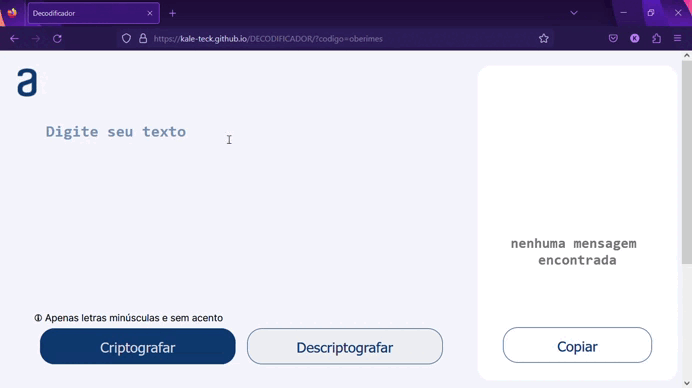 Decodificador
https://kale-teck.github.io/DECODIFICADOR/?codigo=oberimes
K
a
Digite seu texto
nenhuma mensagem
encontrada
Apenas letras minúsculas e sem acento
Criptografar
Descriptografar
Copiar